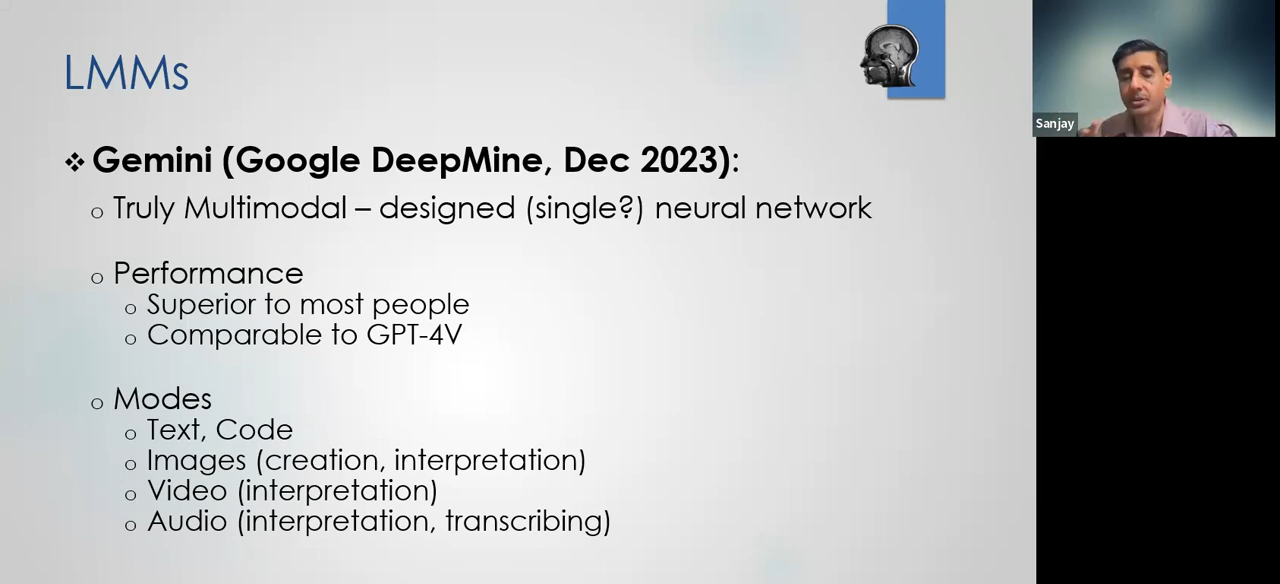 LMMs
❖ Gemini (Google DeepMine, Dec 2023):
o Truly Multimodal – designed (single?) neural network
o Performance
o Superior to most people
o Comparable to GPT-4V
o Modes
o Text, Code
o Images (creation, interpretation)
o Video (interpretation)
o Audio (interpretation, transcribing)
Sanjay